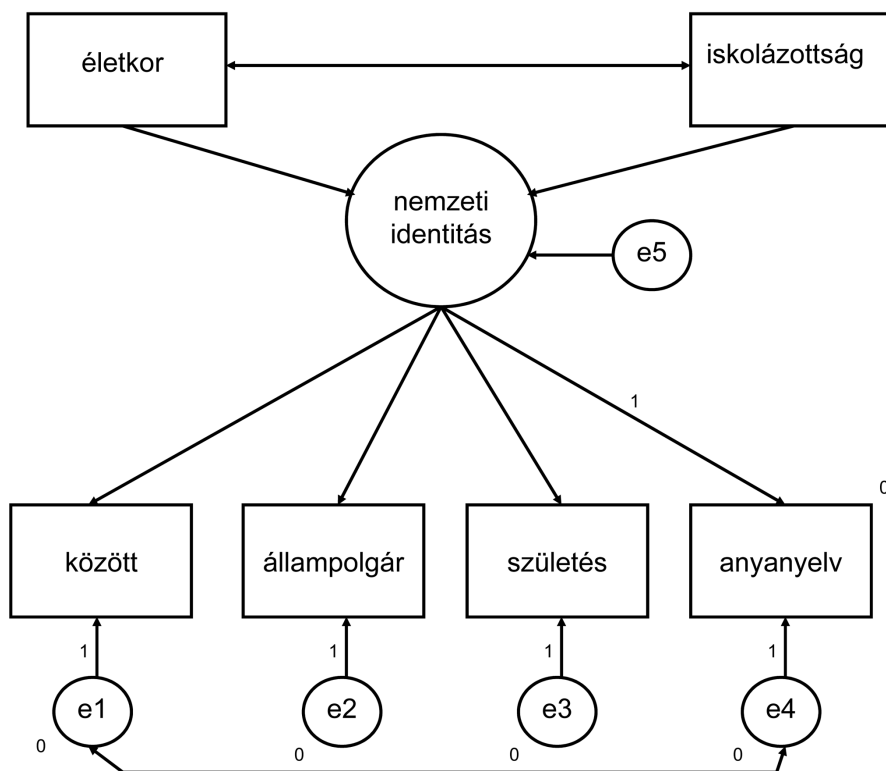 életkor
iskolázottság
nemzeti
identitás
e5
1
0
között
állampolgár
születés
anyanyelv
1
1
1
1
e1
e2
e3
e4
0
0
0
0